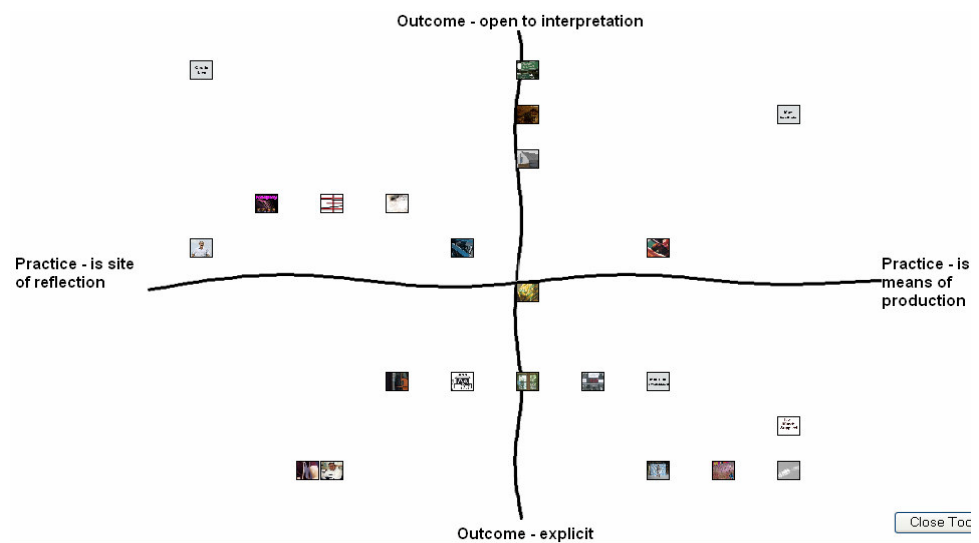 Outcome - open to interpretation
Practice - is site
of reflection
Practice - is
means of
production
Outcome - explicit
Close Too